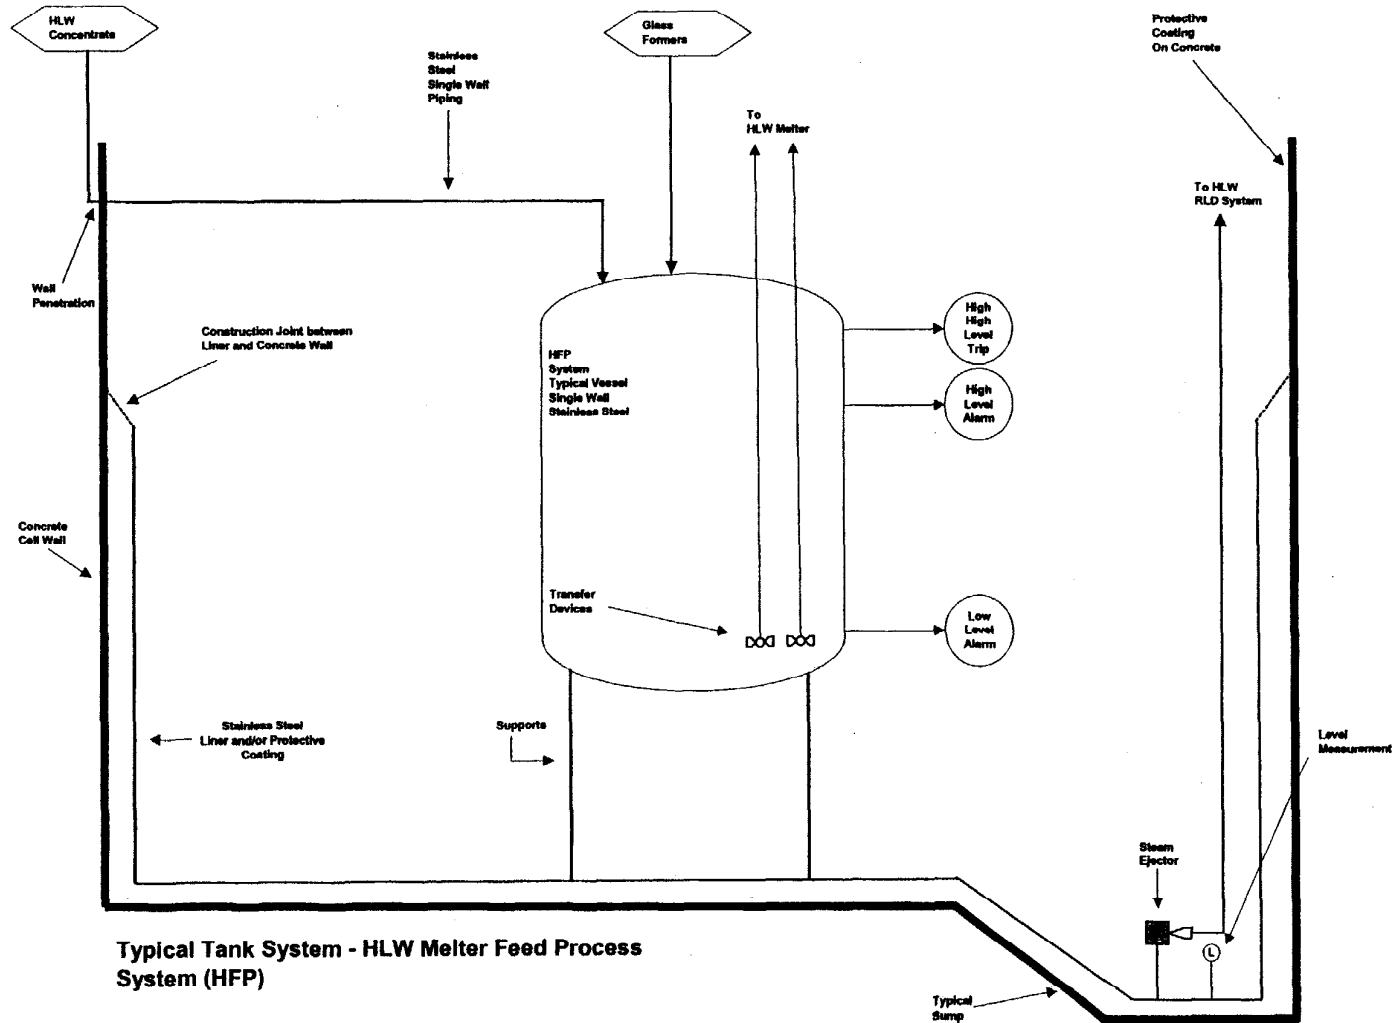 HLW
Concentrate
Glass
Formers
Protective
Coating
On Concrete
Stainless
Steel
Single Wall
Piping
To
HLW Melter
To HLW
RLD System
Wall
Penetration
Construction Joint between
Liner and Concrete Wall
High
High
Level
Trip
HFP
System
Typical Vessel
Single Wall
Stainless Steel
High
Level
Alarm
Concrete
Cell Wall
Transfer
Devices
Low
Level
Alarm
Stainless Steel
Liner and/or Protective
Coating
Supports
Level
Measurement
Steam
Ejector
L
Typical Tank System - HLW Melter Feed Process
System (HFP)
Typical
Sump